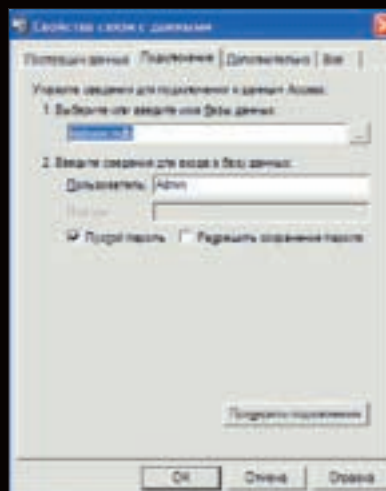 Свойства связи с данными
Поставщик данных Подключение Дополнительно Все
Укажите сведения для подключения к данным Access:
1. Выберите или введите имя базы данных:
...
2. Введите сведения для входа в базу данных:
Пользователь: Admin
Пароль:
Пустой пароль Разрешить сохранение пароля
Проверить подключение
ОК Отмена Справка